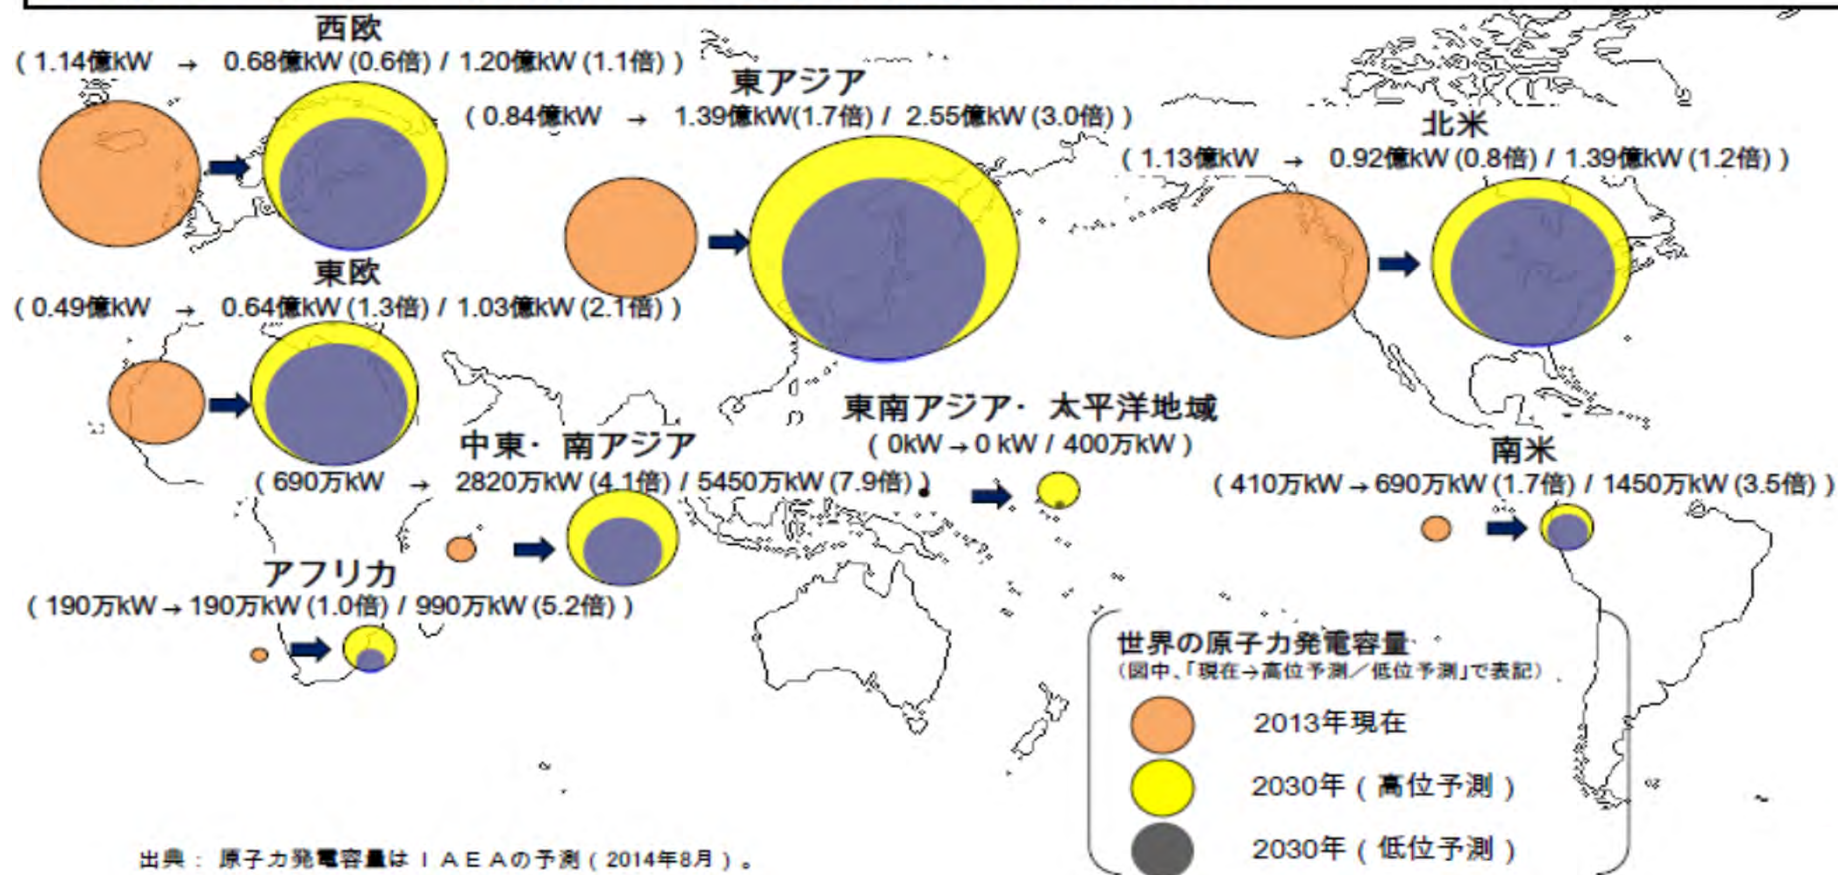 西欧
( 1.14億kW → 0.68億kW (0.6倍) / 1.20億kW (1.1倍) )
東アジア
( 0.84億kW → 1.39億kW(1.7倍) / 2.55億kW (3.0倍) )
北米
( 1.13億kW → 0.92億kW (0.8倍) / 1.39億kW (1.2倍) )
東欧
( 0.49億kW → 0.64億kW (1.3倍) / 1.03億kW (2.1倍) )
東南アジア・ 太平洋地域
( 0kW→0 kW / 400万kW )
中東・ 南アジア
( 690万kW → 2820万kW (4.1倍) / 5450万kW (7.9倍) )
南米
( 410万kW→690万kW (1.7倍) / 1450万kW (3.5倍) )
アフリカ
( 190万kW→190万kW (1.0倍) / 990万kW (5.2倍) )
世界の原子力発電容量
(図中、「現在→高位予測／低位予測」で表記)
2013年現在
2030年 ( 高位予測 )
2030年 ( 低位予測 )
出典： 原子力発電容量はＩＡＥＡの予測 ( 2014年8月 ) 。